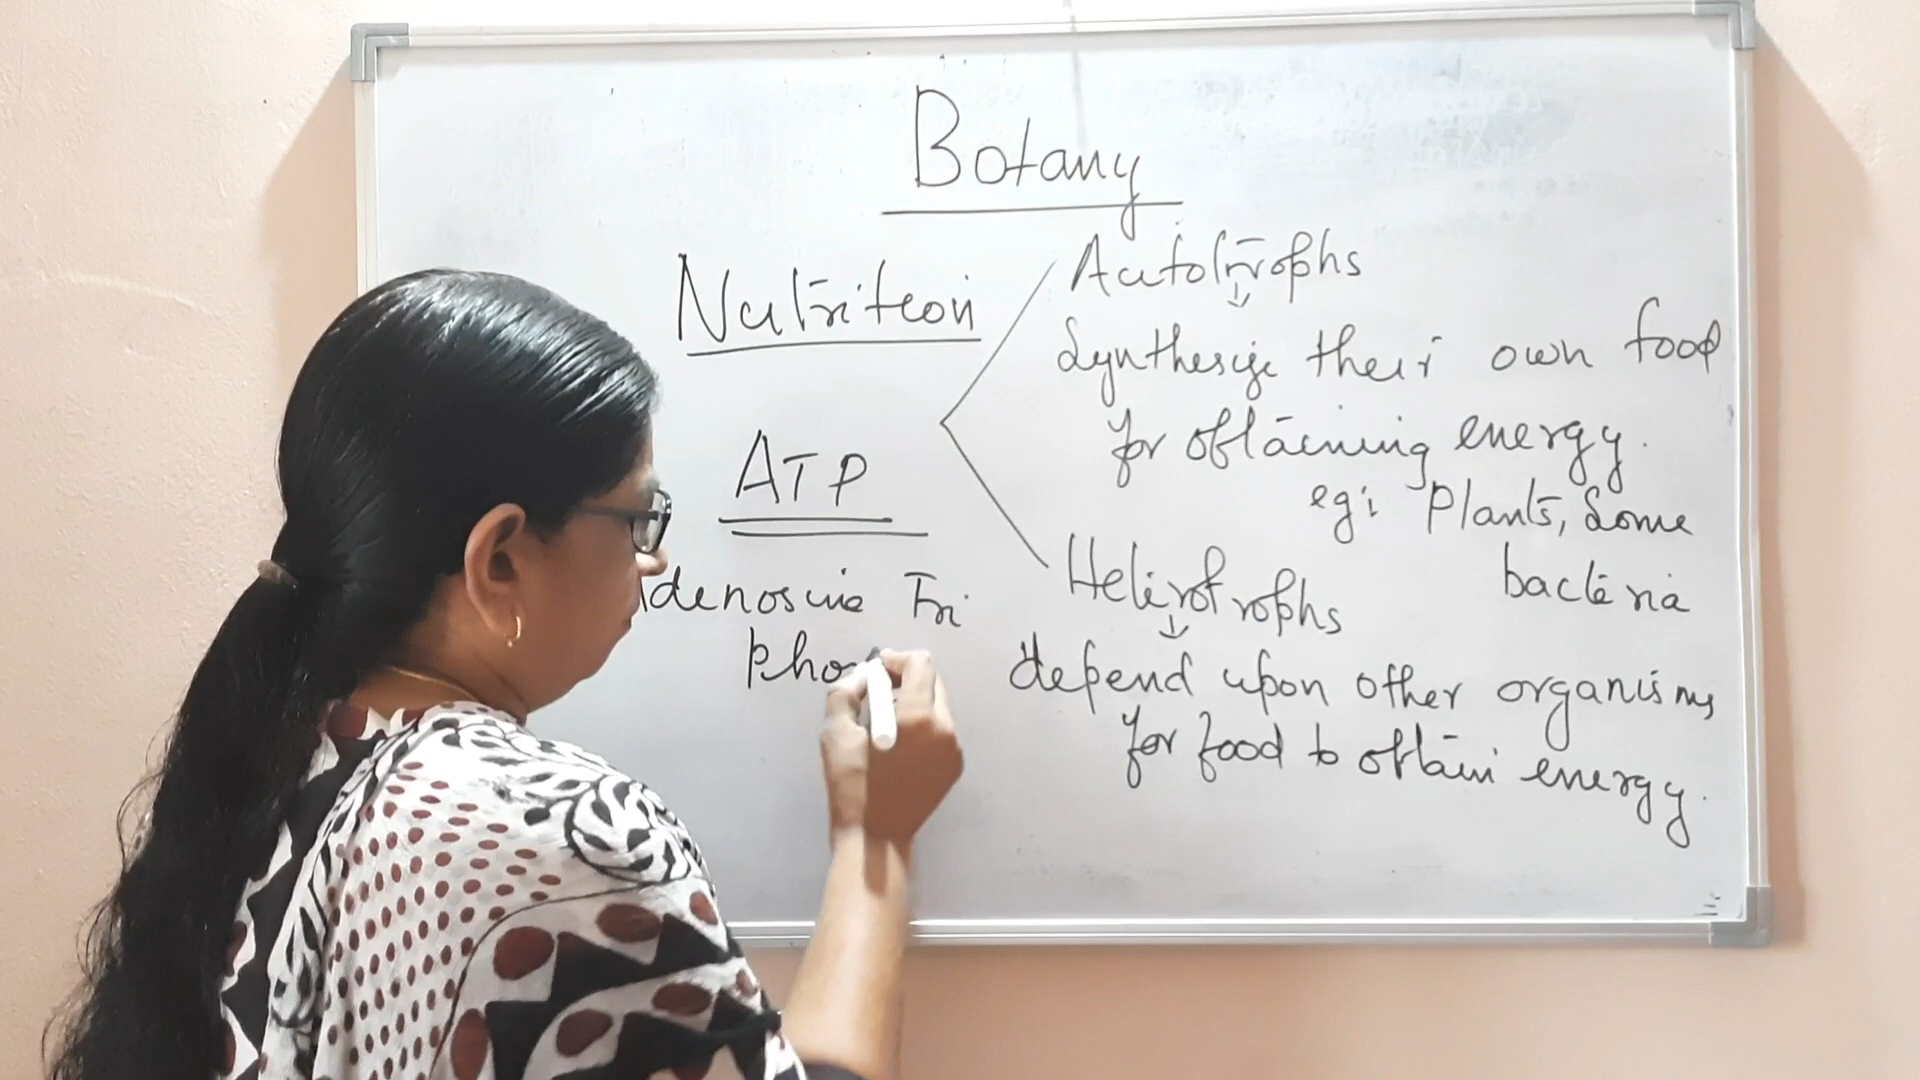 Botany
Nutrition
Autotrophs
Synthesize their own food
for obtaining energy.
eg: Plants, Some
bacteria
Heterotrophs
depend upon other organisms
for food to obtain energy.
ATP
denosine Tri
Pho